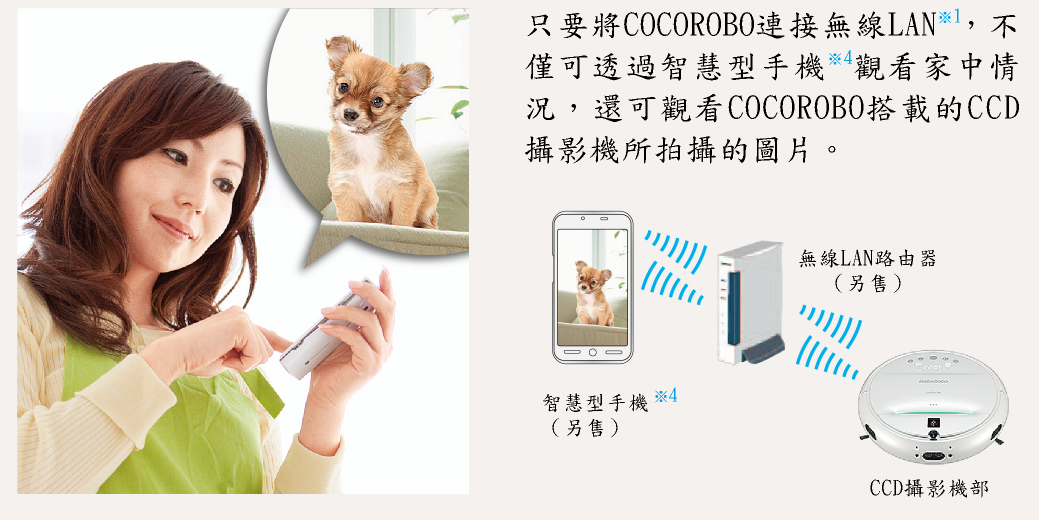 只要將COCOROBO連接無線LAN※1，不
僅可透過智慧型手機※4觀看家中情
況，還可觀看COCOROBO搭載的CCD
攝影機所拍攝的圖片。
無線LAN路由器
（另售）
智慧型手機※4
（另售）
COCOROBO
CCD攝影機部